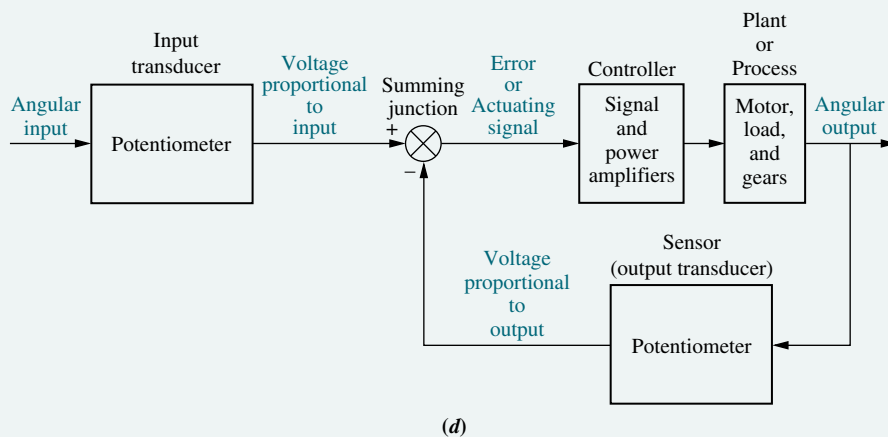 Input
transducer
Angular
input
Potentiometer
Voltage
proportional
to
input
Summing
junction
+
−
Error
or
Actuating
signal
Controller
Signal
and
power
amplifiers
Plant
or
Process
Motor,
load,
and
gears
Angular
output
Sensor
(output transducer)
Potentiometer
Voltage
proportional
to
output
(d)